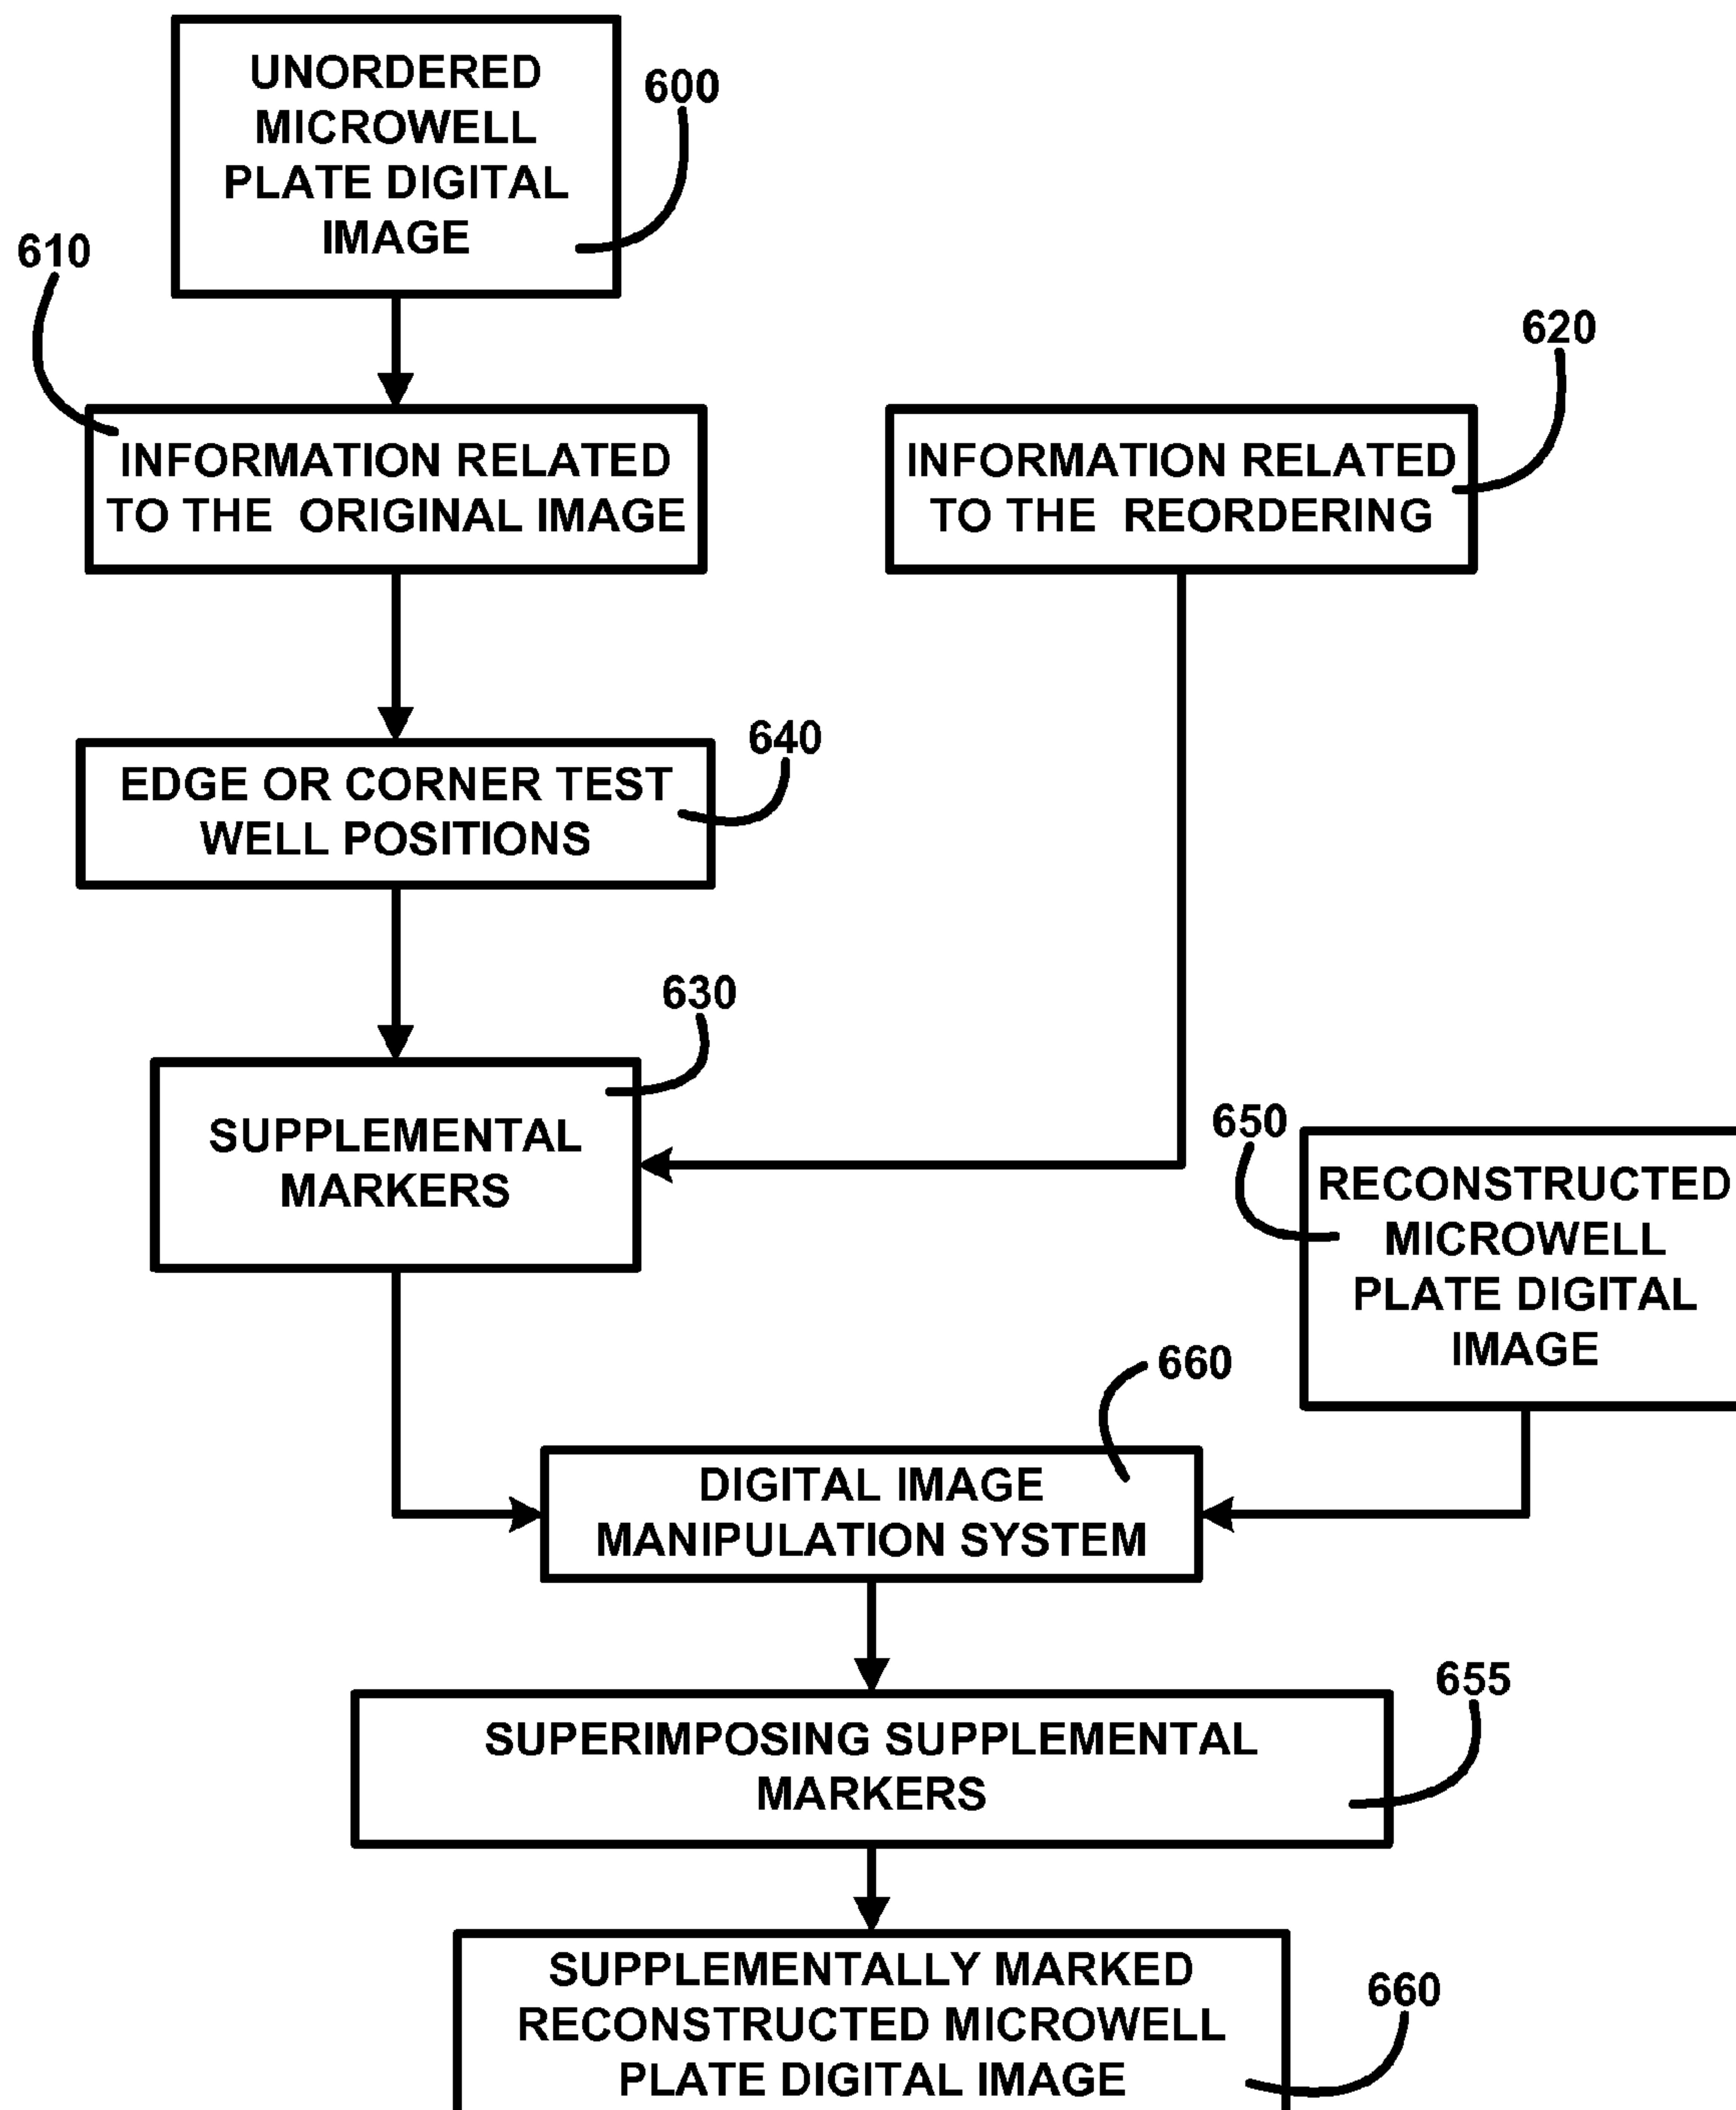 UNORDERED
MICROWELL
PLATE DIGITAL
IMAGE
600
610
620
INFORMATION RELATED
TO THE ORIGINAL IMAGE
INFORMATION RELATED
TO THE REORDERING
640
EDGE OR CORNER TEST
WELL POSITIONS
630
SUPPLEMENTAL
MARKERS
650
RECONSTRUCTED
MICROWELL
PLATE DIGITAL
IMAGE
660
DIGITAL IMAGE
MANIPULATION SYSTEM
655
SUPERIMPOSING SUPPLEMENTAL
MARKERS
SUPPLEMENTALLY MARKED
RECONSTRUCTED MICROWELL
PLATE DIGITAL IMAGE
660